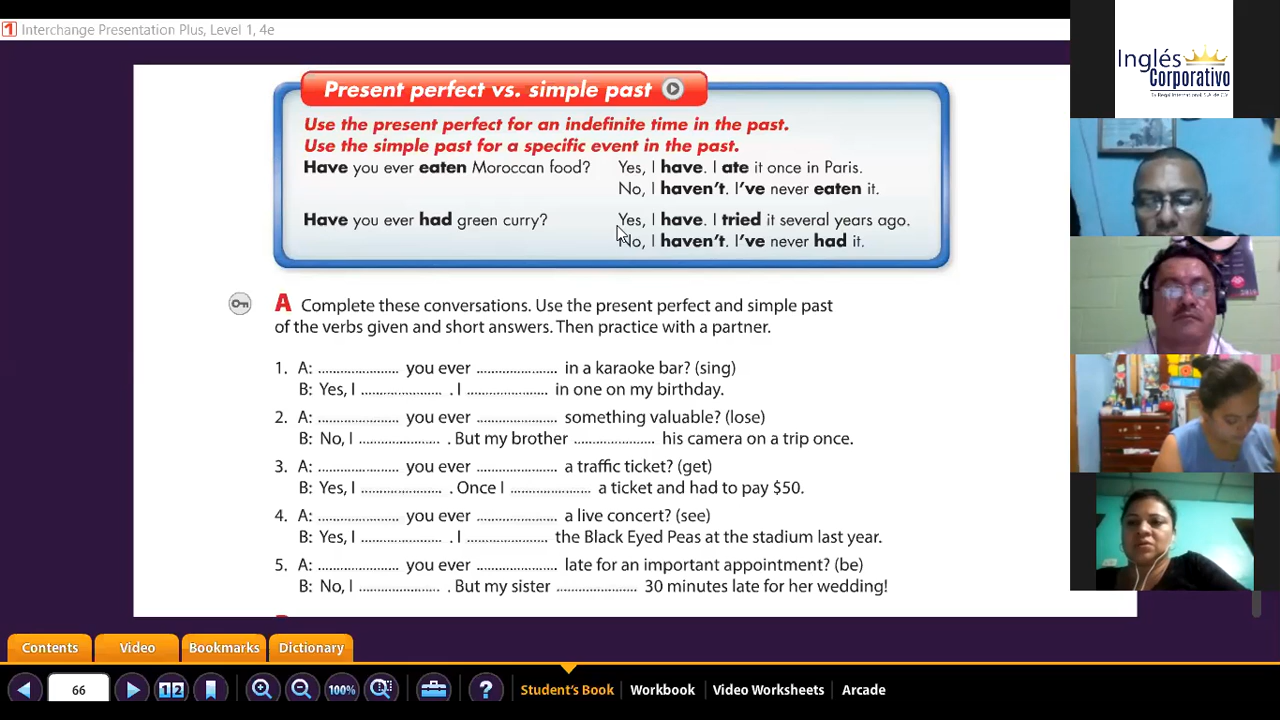 Interchange Presentation Plus, Level 1, 4e
Present perfect vs. simple past
Use the present perfect for an indefinite time in the past.
Use the simple past for a specific event in the past.
Have you ever eaten Moroccan food? Yes, I have. I ate it once in Paris.
No, I haven't. I've never eaten it.
Have you ever had green curry? Yes, I have. I tried it several years ago.
No, I haven't. I've never had it.
A Complete these conversations. Use the present perfect and simple past
of the verbs given and short answers. Then practice with a partner.
1. A: ..................... you ever ..................... in a karaoke bar? (sing)
B: Yes, I ..................... . I ..................... in one on my birthday.
2. A: ..................... you ever ..................... something valuable? (lose)
B: No, I ..................... . But my brother ..................... his camera on a trip once.
3. A: ..................... you ever ..................... a traffic ticket? (get)
B: Yes, I ..................... . Once I ..................... a ticket and had to pay $50.
4. A: ..................... you ever ..................... a live concert? (see)
B: Yes, I ..................... . I ..................... the Black Eyed Peas at the stadium last year.
5. A: ..................... you ever ..................... late for an important appointment? (be)
B: No, I ..................... . But my sister ..................... 30 minutes late for her wedding!
Contents Video Bookmarks Dictionary
66 12 100% ? Student's Book Workbook Video Worksheets Arcade
Inglés
Corporativo